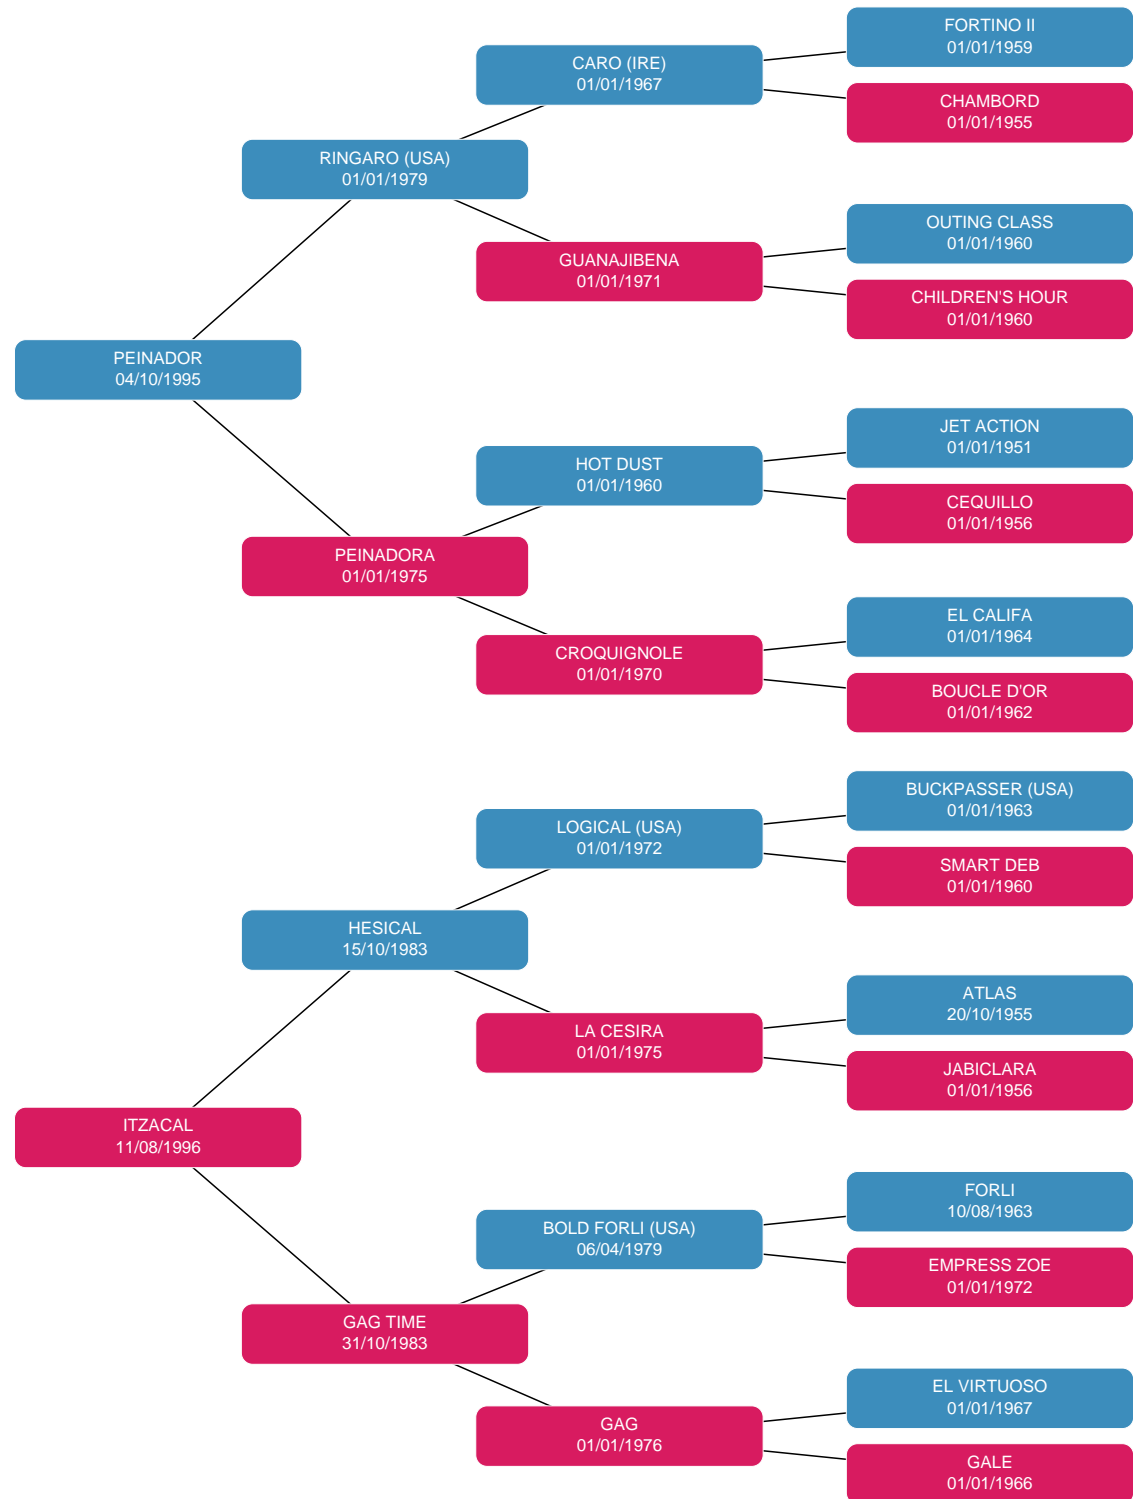 FORTINO II
01/01/1959
CARO (IRE)
01/01/1967
CHAMBORD
01/01/1955
RINGARO (USA)
01/01/1979
OUTING CLASS
01/01/1960
GUANAJIBENA
01/01/1971
CHILDREN'S HOUR
01/01/1960
PEINADOR
04/10/1995
JET ACTION
01/01/1951
HOT DUST
01/01/1960
CEQUILLO
01/01/1956
PEINADORA
01/01/1975
EL CALIFA
01/01/1964
CROQUIGNOLE
01/01/1970
BOUCLE D'OR
01/01/1962
BUCKPASSER (USA)
01/01/1963
LOGICAL (USA)
01/01/1972
SMART DEB
01/01/1960
HESICAL
15/10/1983
ATLAS
20/10/1955
LA CESIRA
01/01/1975
JABICLARA
01/01/1956
ITZACAL
11/08/1996
FORLI
10/08/1963
BOLD FORLI (USA)
06/04/1979
EMPRESS ZOE
01/01/1972
GAG TIME
31/10/1983
EL VIRTUOSO
01/01/1967
GAG
01/01/1976
GALE
01/01/1966